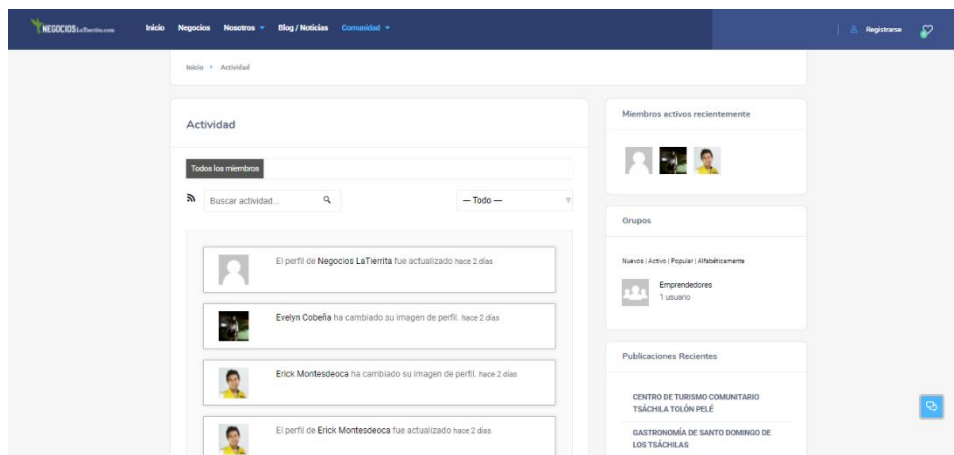 NEGOCIOS LaTierrita.com
Inicio Negocios Nosotros Blog / Noticias Comunidad
Registrarse
Inicio • Actividad
Actividad
Todos los miembros
Buscar actividad...
— Todo —
El perfil de Negocios LaTierrita fue actualizado hace 2 días
Evelyn Cobeña ha cambiado su imagen de perfil. hace 2 días
Erick Montesdeoca ha cambiado su imagen de perfil. hace 2 días
El perfil de Erick Montesdeoca fue actualizado hace 2 días
Miembros activos recientemente
Grupos
Nuevos | Activo | Popular | Alfabéticamente
Emprendedores
1 usuario
Publicaciones Recientes
CENTRO DE TURISMO COMUNITARIO
TSÁCHILA TOLÓN PELÉ
GASTRONOMÍA DE SANTO DOMINGO DE
LOS TSÁCHILAS